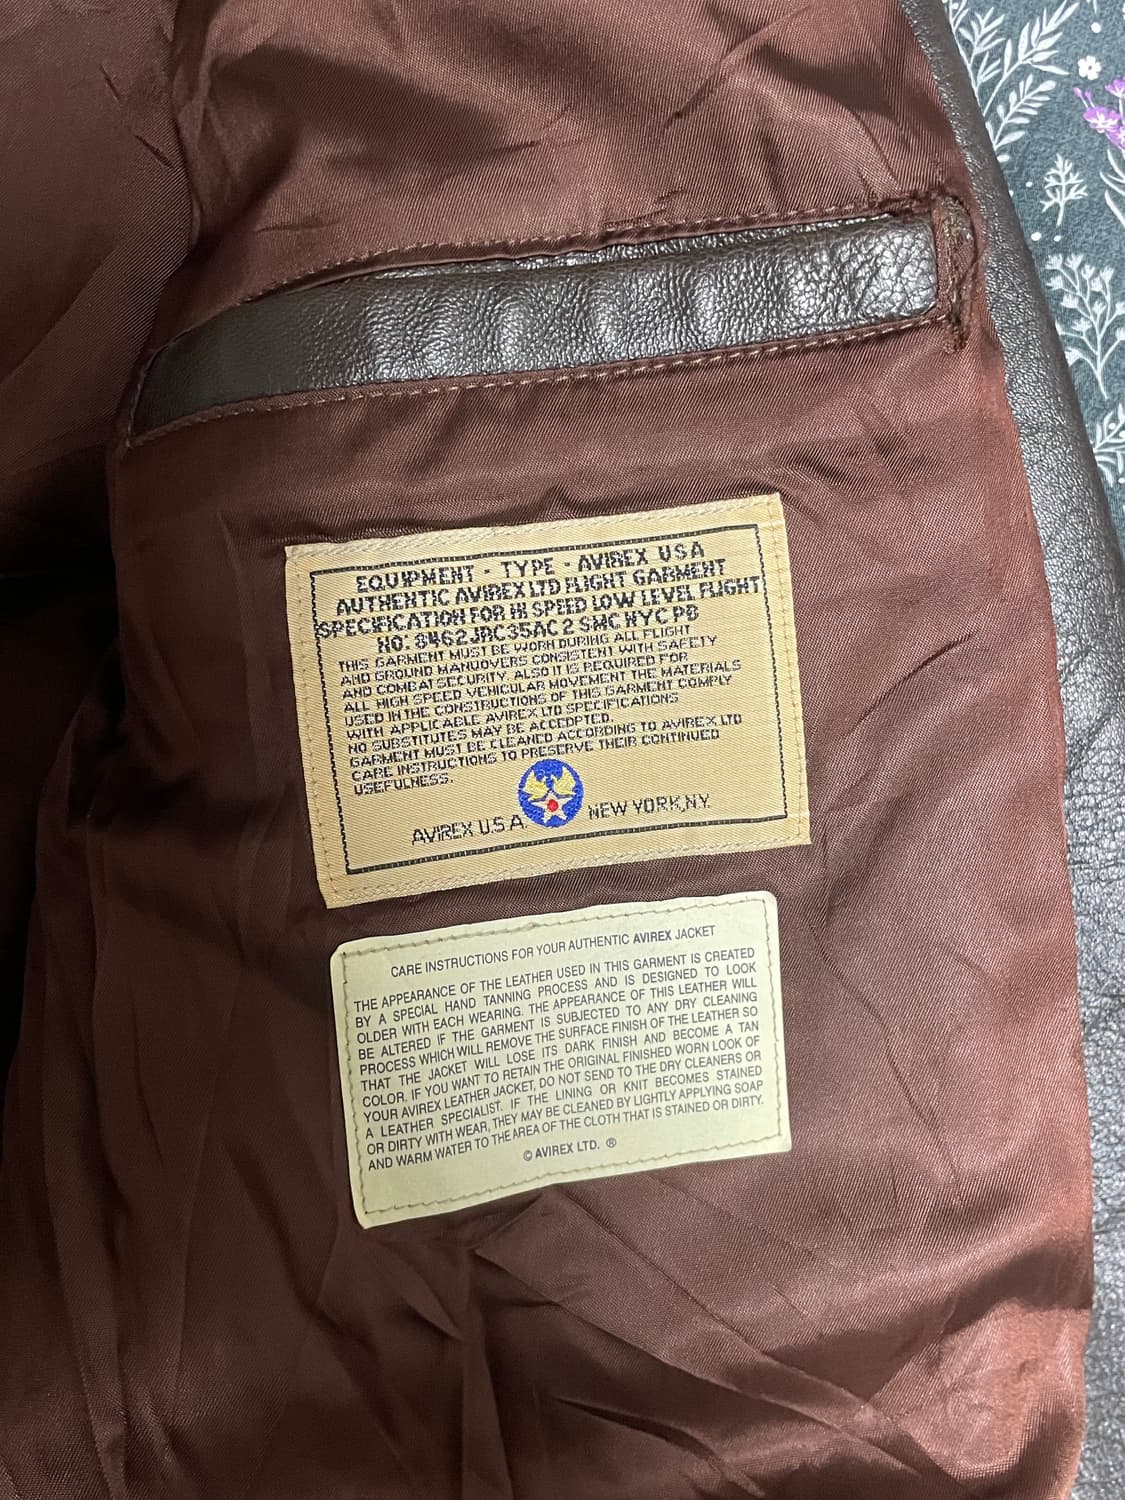 EQUIPMENT - TYPE - AVIREX USA
AUTHENTIC AVIREX LTD FLIGHT GARMENT
SPECIFICATION FOR HI SPEED LOW LEVEL FLIGHT
NO. 8462JBC35AC 2 SMC NYC PB
THIS GARMENT MUST BE WORN DURING ALL FLIGHT
AND GROUND MANUOVERS CONSISTENT WITH SAFETY
AND COMBAT SECURITY. ALSO IT IS REQUIRED FOR
ALL HIGH SPEED VEHICULAR MOVEMENT THE MATERIALS
USED IN THE CONSTRUCTIONS OF THIS GARMENT COMPLY
WITH APPLICABLE AVIREX LTD SPECIFICATIONS
NO SUBSTITUTES MAY BE ACCEDPTED.
GARMENT MUST BE CLEANED ACCORDING TO AVIREX LTD
CARE INSTRUCTIONS TO PRESERVE THEIR CONTINUED
USEFULNESS.
AVIREX U.S.A. NEW YORK,N.Y.
CARE INSTRUCTIONS FOR YOUR AUTHENTIC AVIREX JACKET
THE APPEARANCE OF THE LEATHER USED IN THIS GARMENT IS CREATED
BY A SPECIAL HAND TANNING PROCESS AND IS DESIGNED TO LOOK
OLDER WITH EACH WEARING. THE APPEARANCE OF THIS LEATHER WILL
BE ALTERED IF THE GARMENT IS SUBJECTED TO ANY DRY CLEANING
PROCESS WHICH WILL REMOVE THE SURFACE FINISH OF THE LEATHER SO
THAT THE JACKET WILL LOSE ITS DARK FINISH AND BECOME A TAN
COLOR. IF YOU WANT TO RETAIN THE ORIGINAL FINISHED WORN LOOK OF
YOUR AVIREX LEATHER JACKET, DO NOT SEND TO THE DRY CLEANERS OR
A LEATHER SPECIALIST. IF THE LINING OR KNIT BECOMES STAINED
OR DIRTY WITH WEAR, THEY MAY BE CLEANED BY LIGHTLY APPLYING SOAP
AND WARM WATER TO THE AREA OF THE CLOTH THAT IS STAINED OR DIRTY.
© AVIREX LTD. ®